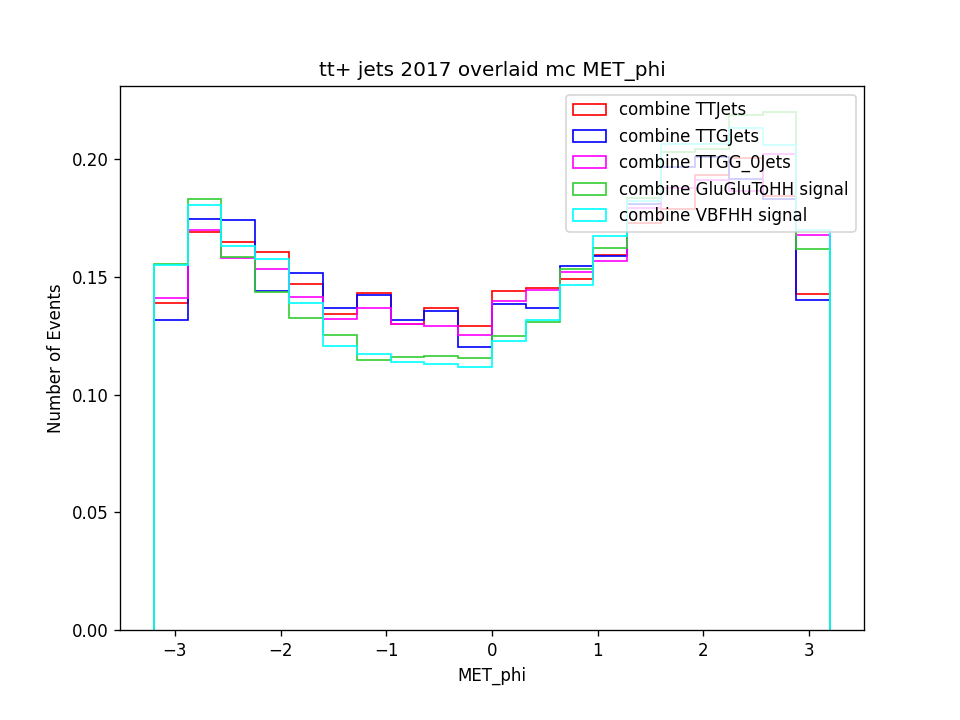 tt+ jets 2017 overlaid mc MET_phi
combine TTJets
combine TTGJets
combine TTGG_0Jets
combine GluGluToHH signal
combine VBFHH signal
0.20
0.15
0.10
0.05
0.00
Number of Events
−3 −2 −1 0 1 2 3
MET_phi